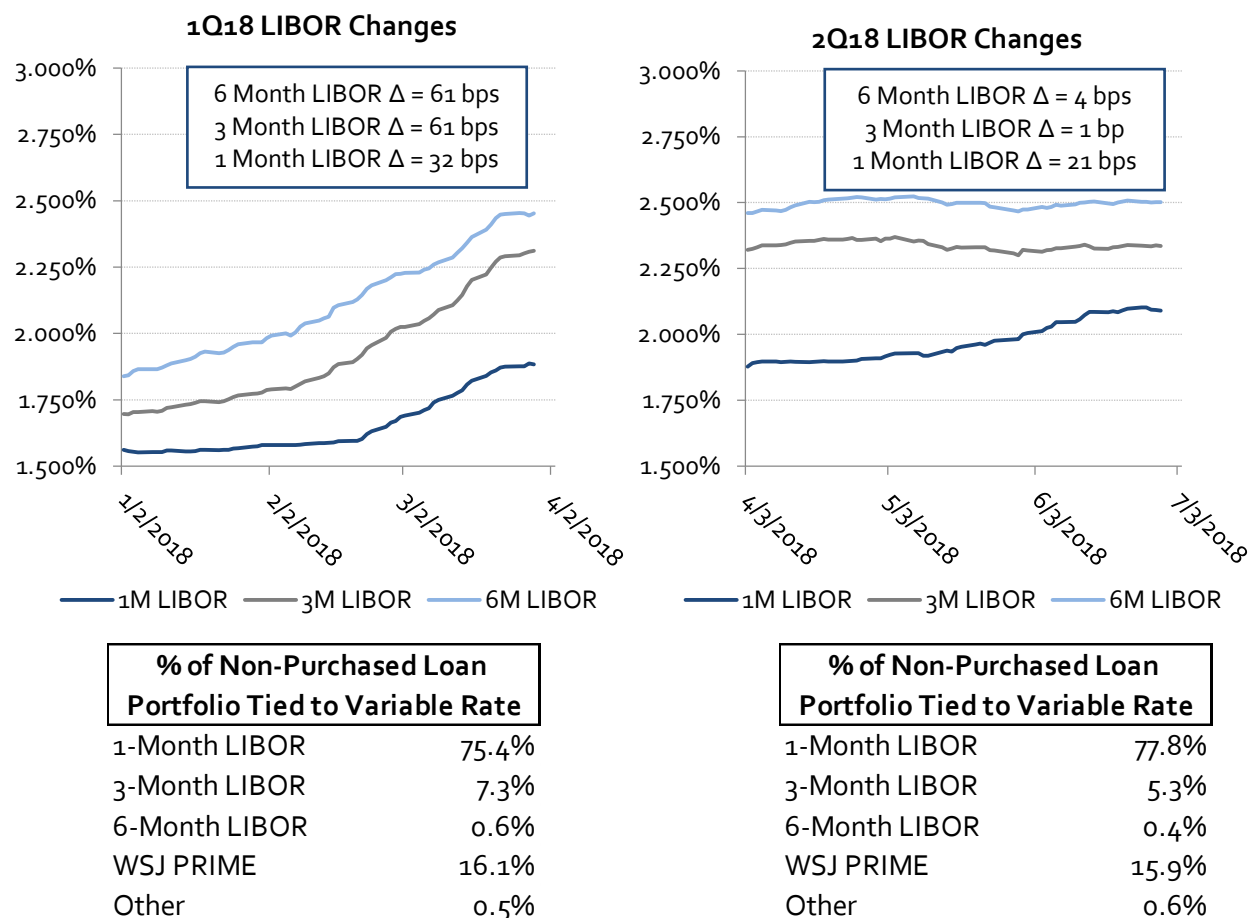 1Q18 LIBOR Changes
3.000%
2.750%
2.500%
2.250%
2.000%
1.750%
1.500%
6 Month LIBOR Δ = 61 bps
3 Month LIBOR Δ = 61 bps
1 Month LIBOR Δ = 32 bps
1/2/2018
2/2/2018
3/2/2018
4/2/2018
1M LIBOR 3M LIBOR 6M LIBOR
% of Non-Purchased Loan
Portfolio Tied to Variable Rate
1-Month LIBOR 75.4%
3-Month LIBOR 7.3%
6-Month LIBOR 0.6%
WSJ PRIME 16.1%
Other 0.5%
2Q18 LIBOR Changes
3.000%
2.750%
2.500%
2.250%
2.000%
1.750%
1.500%
6 Month LIBOR Δ = 4 bps
3 Month LIBOR Δ = 1 bp
1 Month LIBOR Δ = 21 bps
4/3/2018
5/3/2018
6/3/2018
7/3/2018
1M LIBOR 3M LIBOR 6M LIBOR
% of Non-Purchased Loan
Portfolio Tied to Variable Rate
1-Month LIBOR 77.8%
3-Month LIBOR 5.3%
6-Month LIBOR 0.4%
WSJ PRIME 15.9%
Other 0.6%